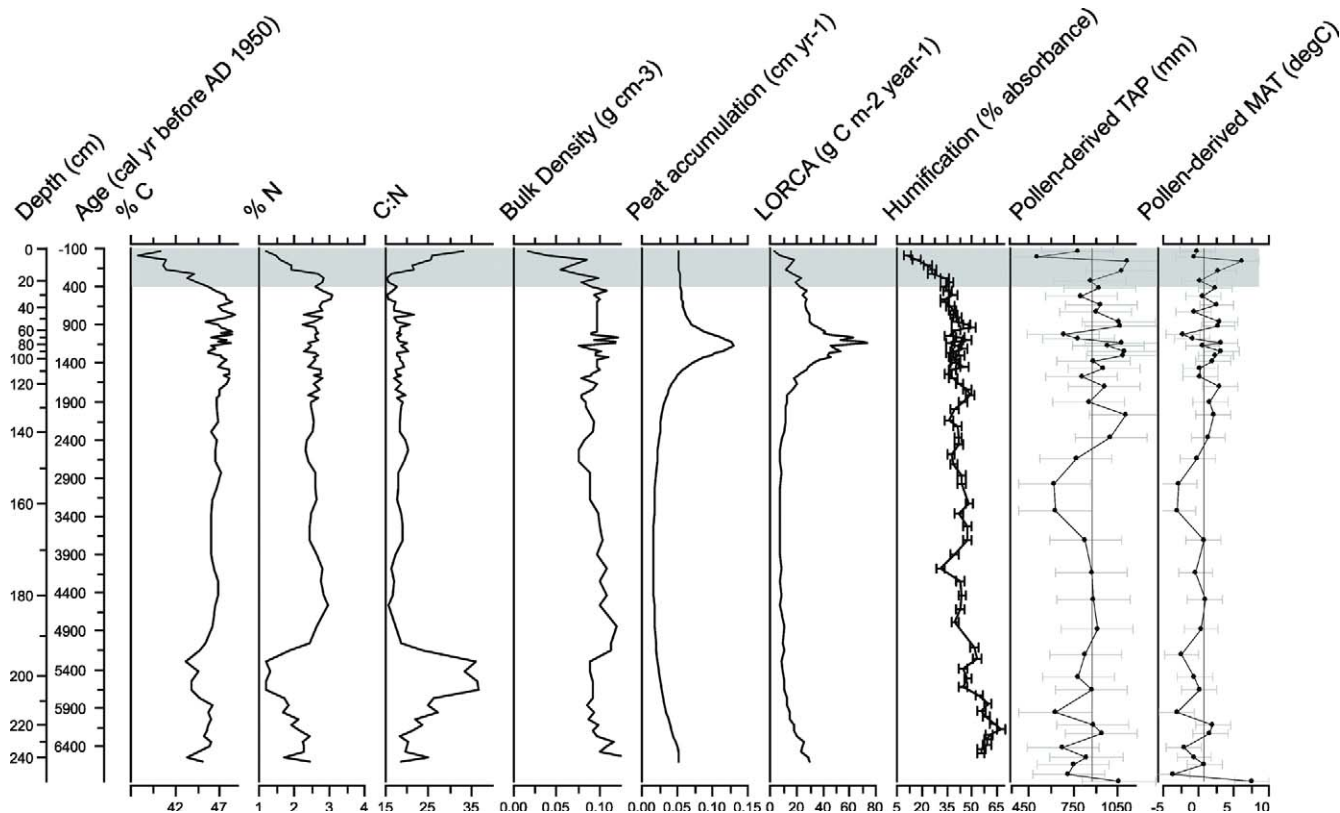 Depth (cm)
Age (cal yr before AD 1950)
% C
% N
C:N
Bulk Density (g cm-3)
Peat accumulation (cm yr-1)
LORCA (g C m-2 year-1)
Humification (% absorbance)
Pollen-derived TAP (mm)
Pollen-derived MAT (degC)
0 -100
20 400
40
60 900
80
100 1400
120
1900
140 2400
2900
160 3400
3900
180 4400
4900
200 5400
5900
220 6400
240
42 47 1 2 3 4 15 25 35 0.00 0.05 0.10 0.00 0.05 0.10 0.15 0 20 40 60 80 5 20 35 50 65 450 750 1050 -5 0 5 10